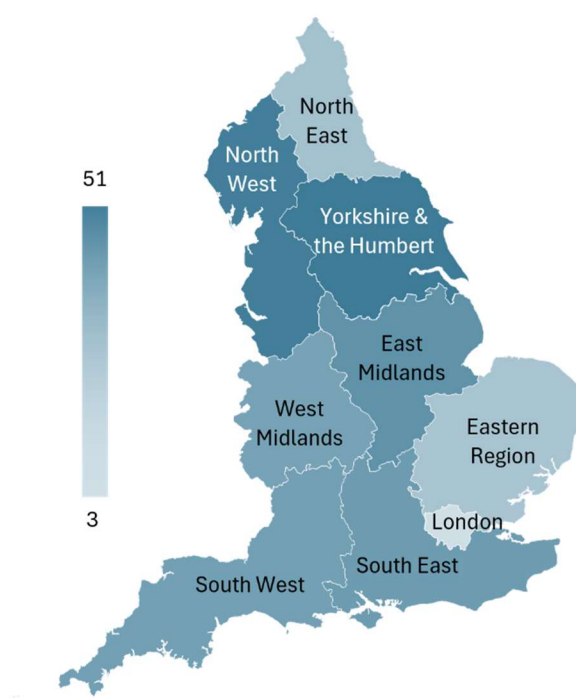 North
East
North
West
51
Yorkshire &
the Humbert
East
Midlands
West
Midlands
Eastern
Region
3
London
South East
South West